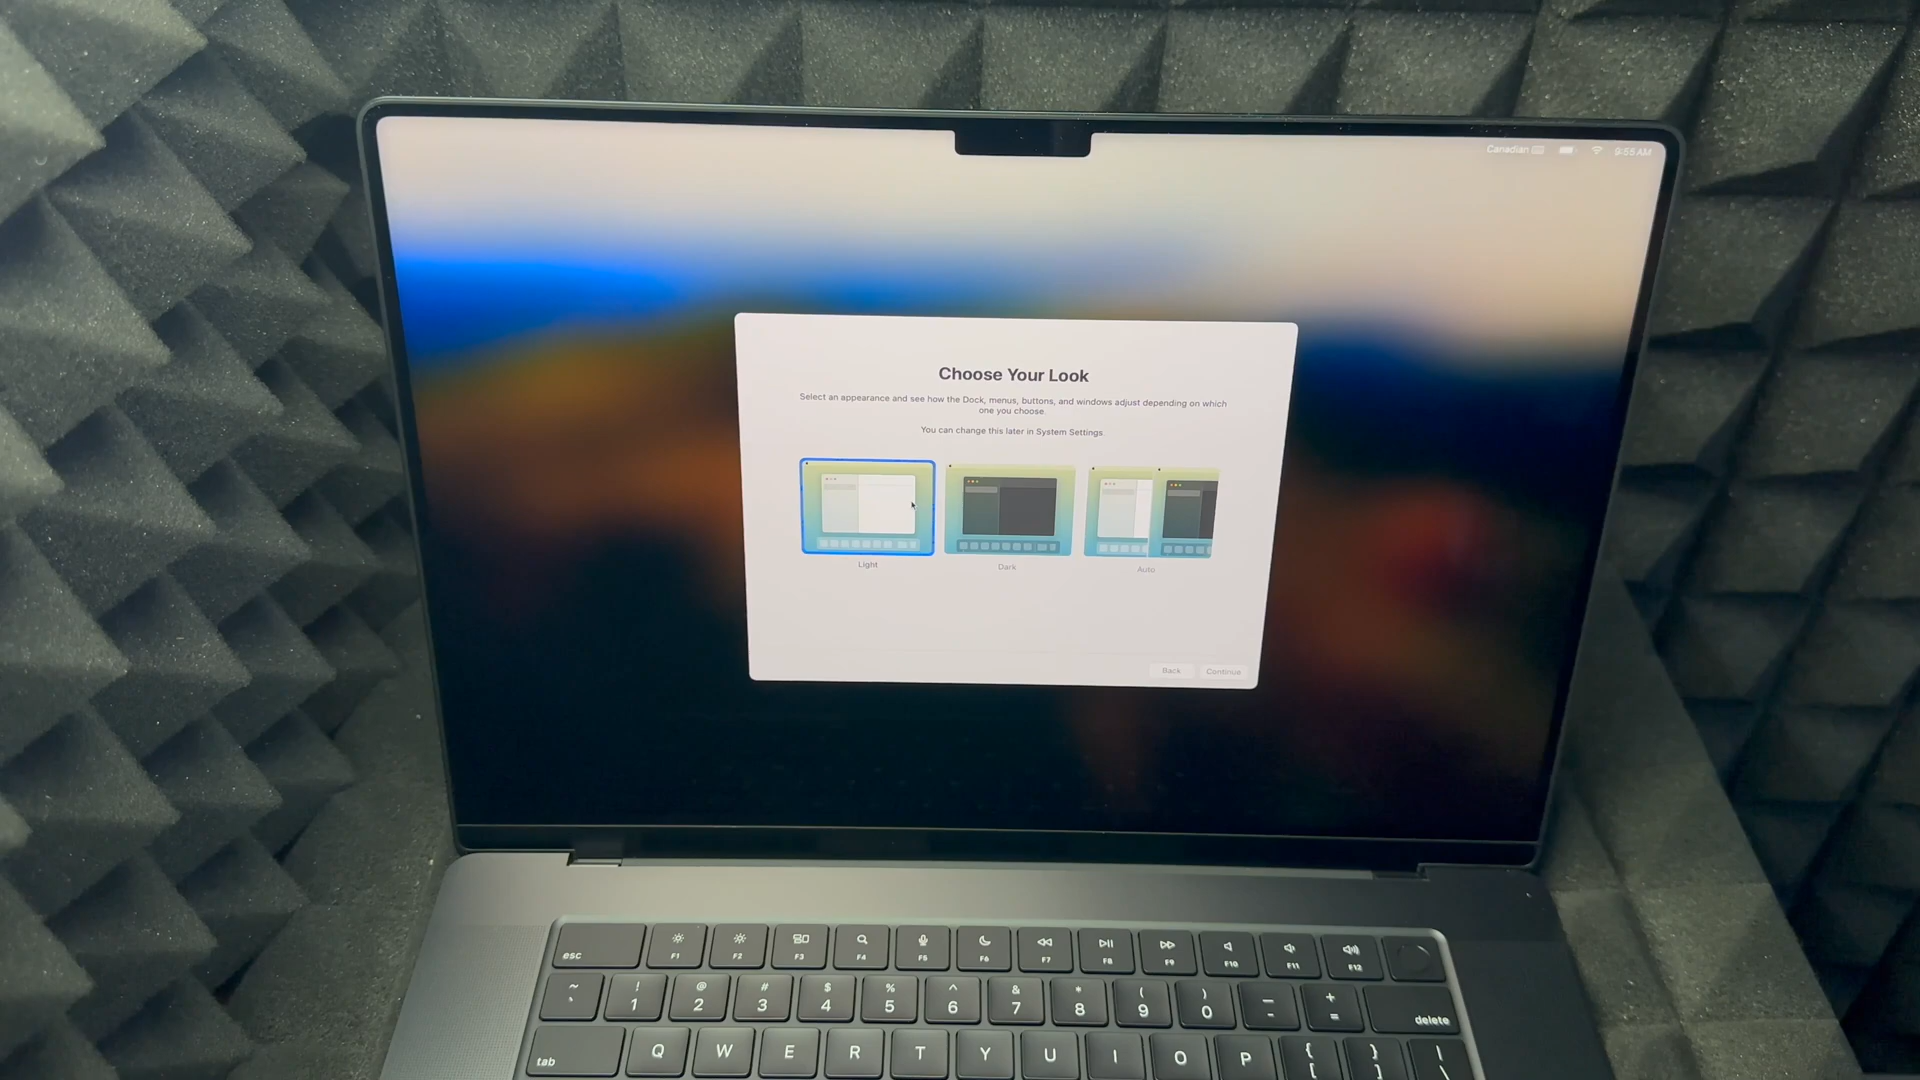 Canadian 9:55 AM
Choose Your Look
Select an appearance and see how the Dock, menus, buttons, and windows adjust depending on which
one you choose.
You can change this later in System Settings
Light Dark Auto
Back Continue
esc F1 F2 F3 F4 F5 F6 F7 F8 F9 F10 F11 F12
~ ! @ # $ % ^ & * ( ) — +
` 1 2 3 4 5 6 7 8 9 0 - = delete
tab Q W E R T Y U I O P { [ } ] | \